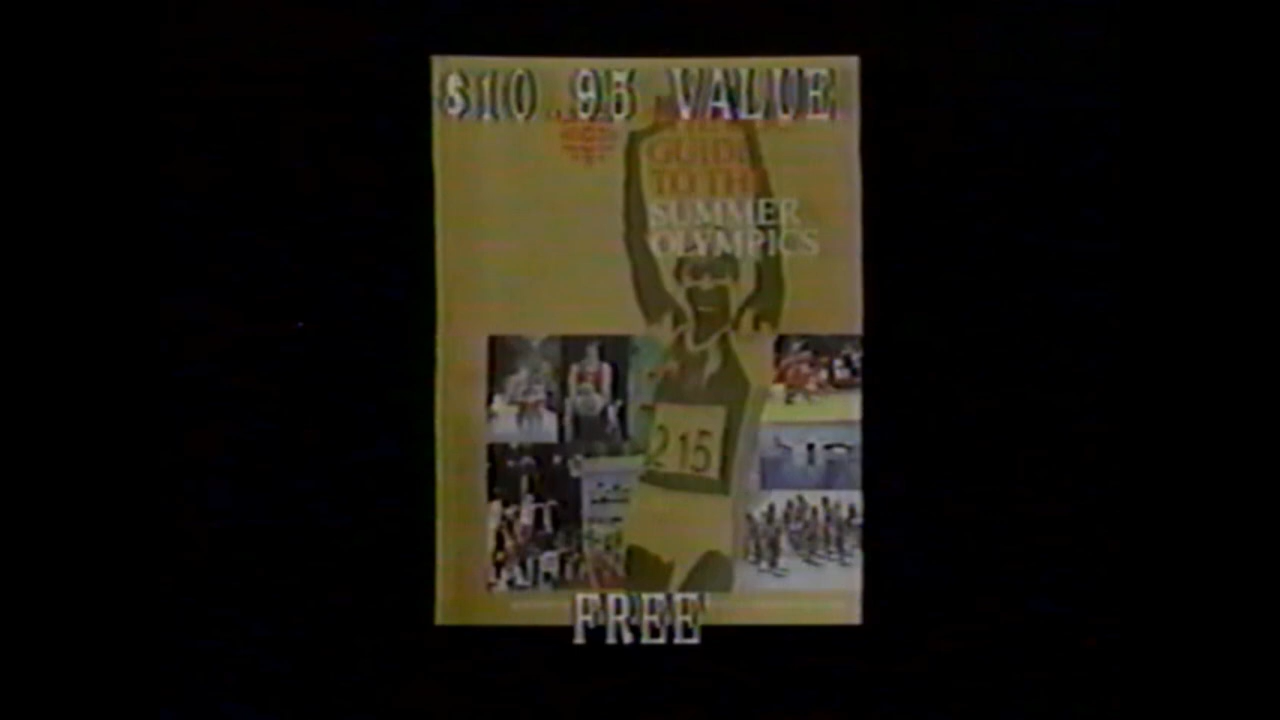 $10.95 VALUE
GUIDE
TO THE
SUMMER
OLYMPICS
215
FREE